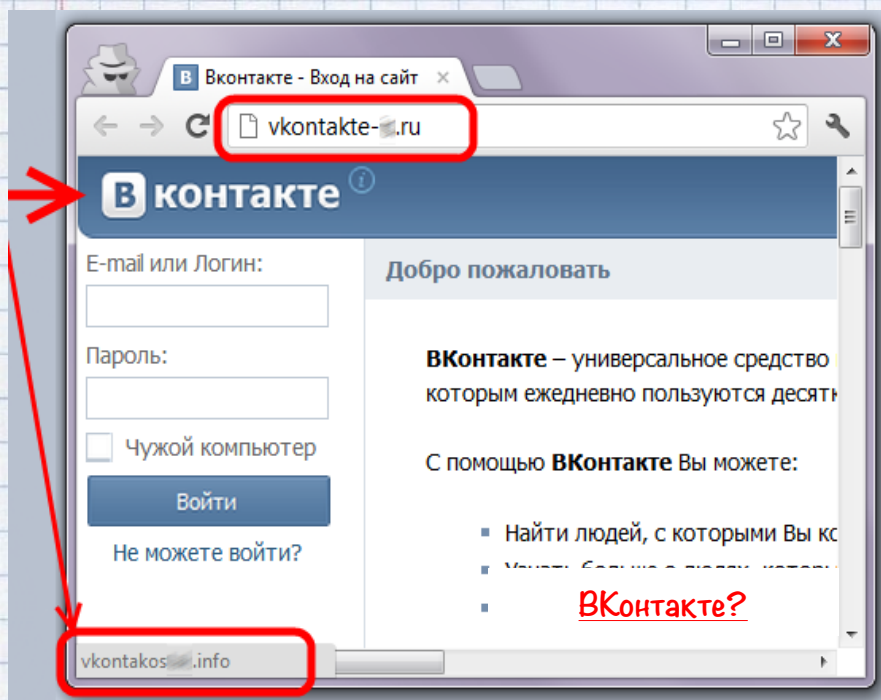 Вконтакте - Вход на сайт
vkontakte-.ru
В контакте
E-mail или Логин:
Пароль:
Чужой компьютер
Войти
Не можете войти?
Добро пожаловать
ВКонтакте – универсальное средство
которым ежедневно пользуются десятк
С помощью ВКонтакте Вы можете:
Найти людей, с которыми Вы ко
ВКонтакте?
vkontakos.info